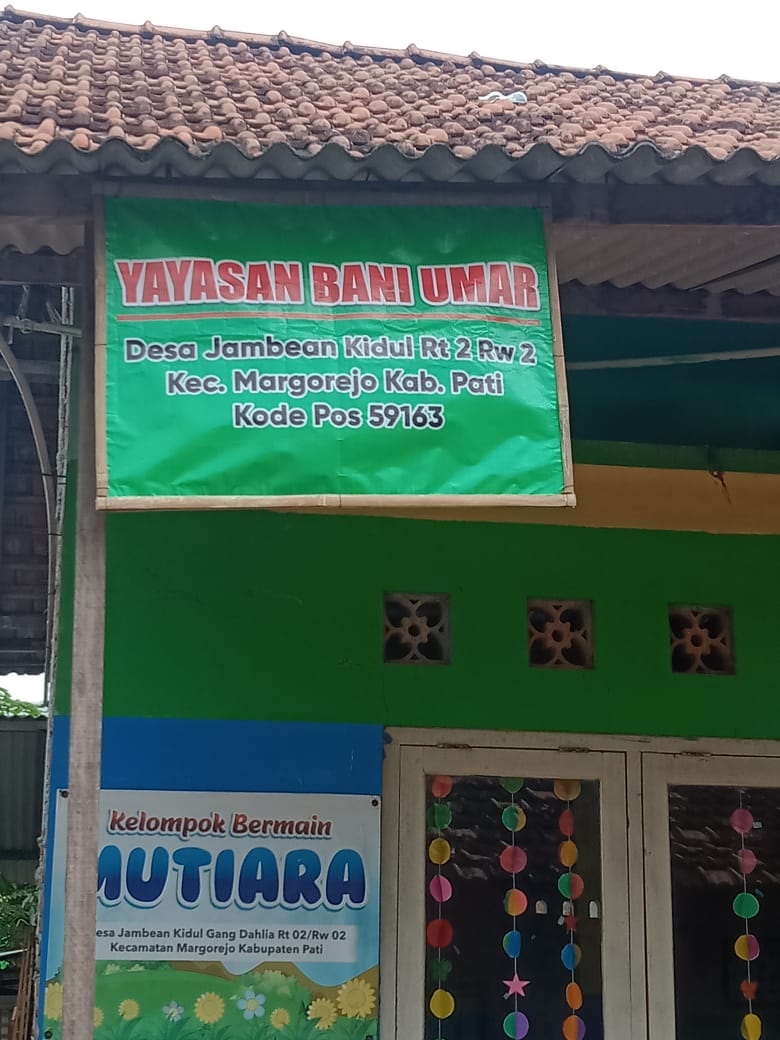 YAYASAN BANI UMAR
Desa Jambean Kidul Rt 2 Rw 2
Kec. Margorejo Kab. Pati
Kode Pos 59163
Kelompok Bermain
MUTIARA
Desa Jambean Kidul Gang Dahlia Rt 02/Rw 02
Kecamatan Margorejo Kabupaten Pati